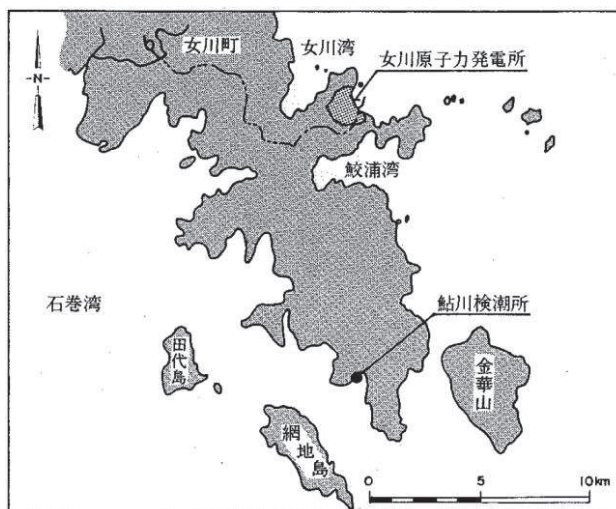 女川町
女川湾
女川原子力発電所
-N-
鮫浦湾
石巻湾
鮎川検潮所
田代島
金華山
網地島
0
5
10km